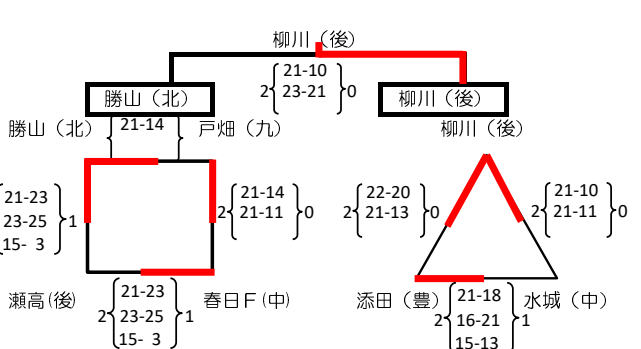 柳川（後）
21-10
2 23-21 0
勝山（北） 柳川（後）
勝山（北） 21-14 戸畑（九） 柳川（後）
21-23
23-25 1
15- 3
21-14
2 21-11 0
22-20
2 21-13 0
21-10
2 21-11 0
瀬高(後) 春日F(中) 添田（豊） 水城（中）
21-23
2 23-25 1
15- 3
21-18
2 16-21 1
15-13